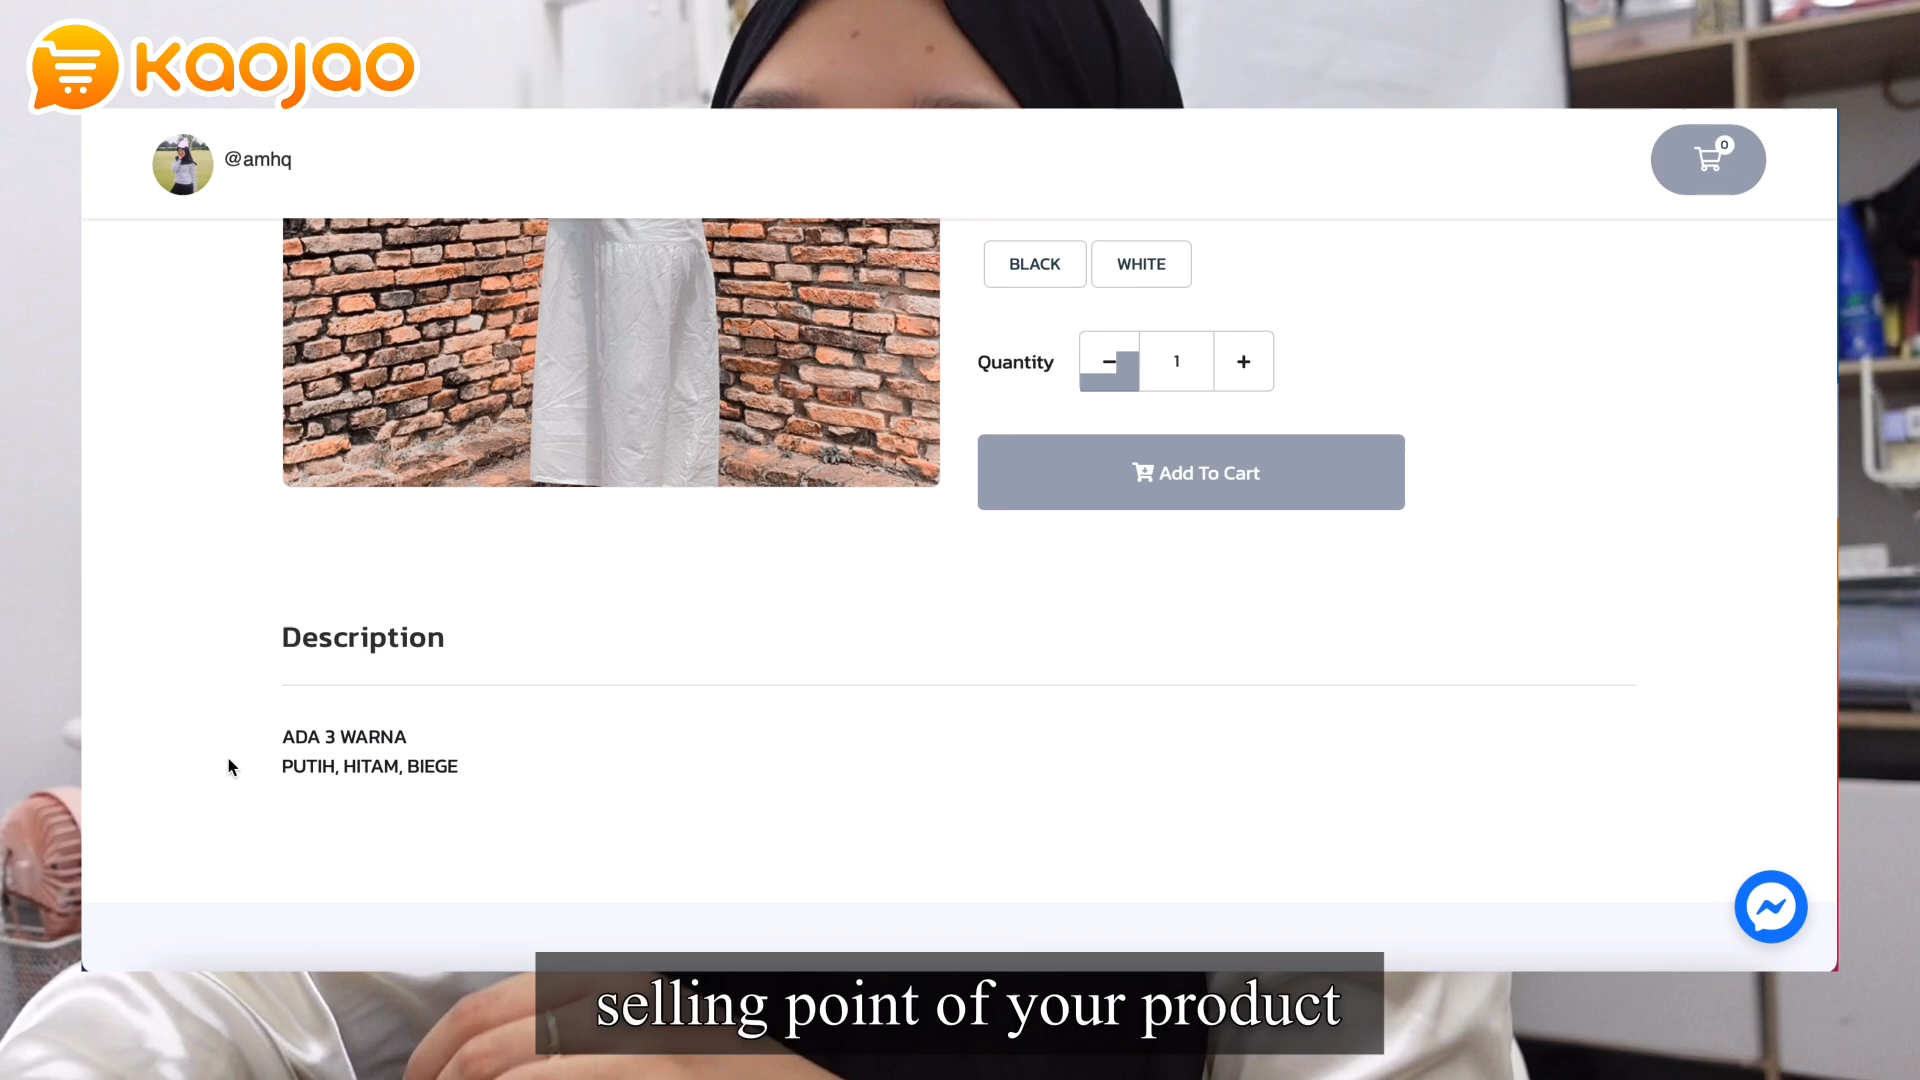 Kaojao
@amhq
0
BLACK
WHITE
Quantity
1
Add To Cart
Description
ADA 3 WARNA
PUTIH, HITAM, BIEGE
selling point of your product